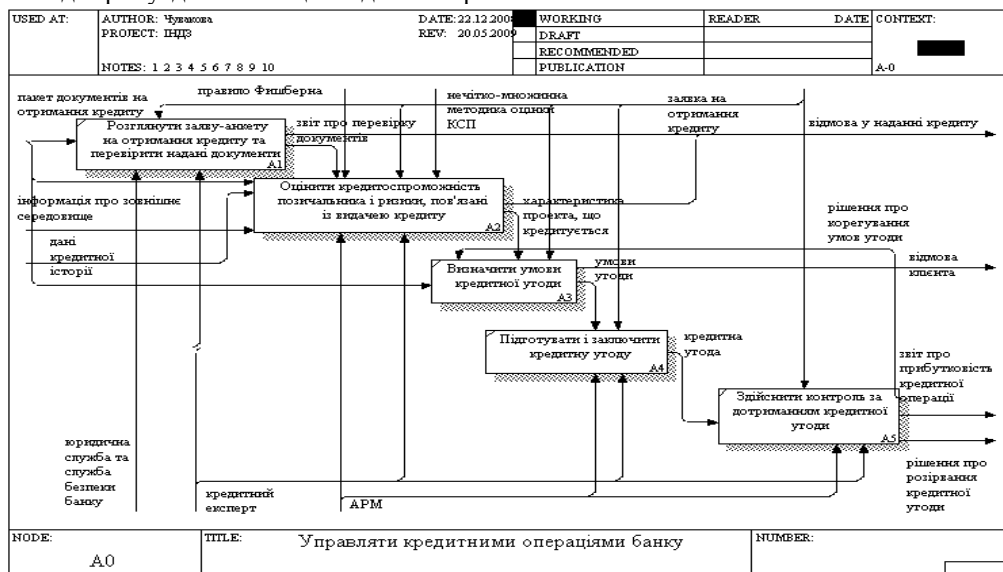 USED AT:
AUTHOR: Чувакова
DATE: 22.12.200
WORKING
READER
DATE
CONTEXT:
PROJECT: ІНДЗ
REV: 20.05.2009
DRAFT
RECOMMENDED
NOTES: 1 2 3 4 5 6 7 8 9 10
PUBLICATION
A-0
пакет документів на
отримання кредиту
правило Фишберна
нечітко-множинна
методика оцінки
КСП
заявка на
отримання
кредиту
відмова у наданні кредиту
Розглянути заяву-анкету
на отримання кредиту та
перевірити надані документи
A1
звіт про перевірку
документів
Оцінити кредитоспроможність
позичальника і ризики, пов'язані
із видачею кредиту
A2
інформація про зовнішнє
середовище
характеристика
проекта, що
кредитується
рішення про
корегування
умов угоди
дані
кредитної
історії
Визначити умови
кредитної угоди
A3
умови
угоди
відмова
клієнта
Підготувати і заключити
кредитну угоду
A4
кредитна
угода
звіт про
прибутковість
кредитної
операції
Здійснити контроль за
дотриманням кредитної
угоди
A5
юридична
служба та
служба
безпеки
банку
кредитний
експерт
АРМ
рішення про
розірвання
кредитної
угоди
NODE:
A0
TITLE:
Управляти кредитними операціями банку
NUMBER: